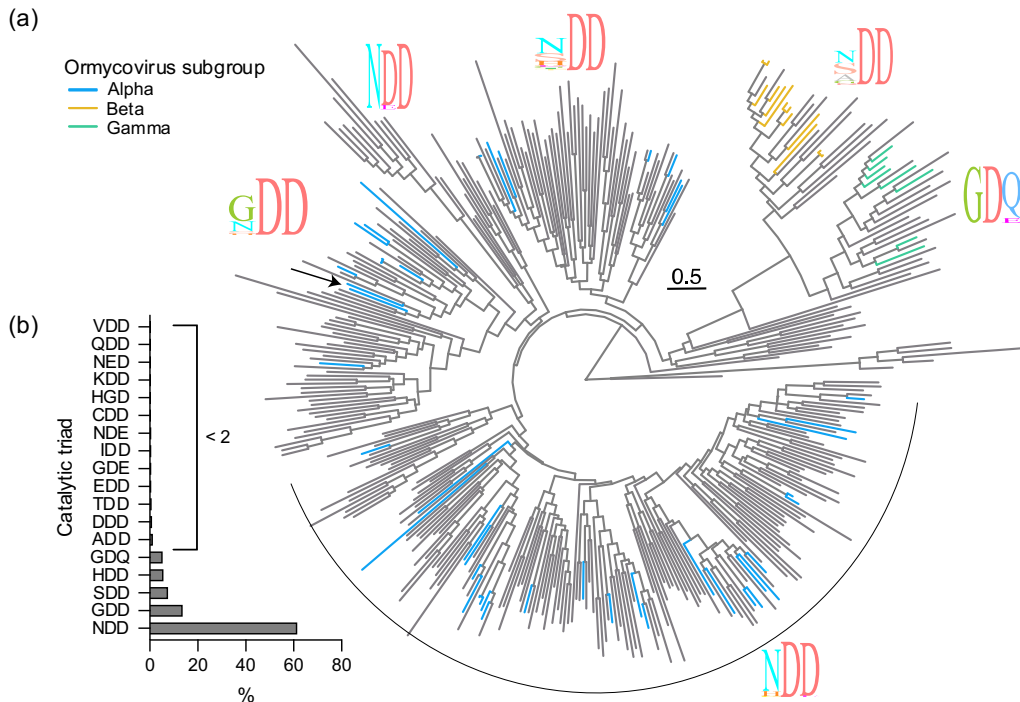 (a)
Ormycovirus subgroup
Alpha
Beta
Gamma
NDD
NDD
NDD
GDD
GDQ
0.5
(b)
Catalytic triad
VDD
QDD
NED
KDD
HGD
CDD
NDE
IDD
GDE
EDD
TDD
DDD
ADD
GDQ
HDD
SDD
GDD
NDD
< 2
0 20 40 60 80
%
NDD